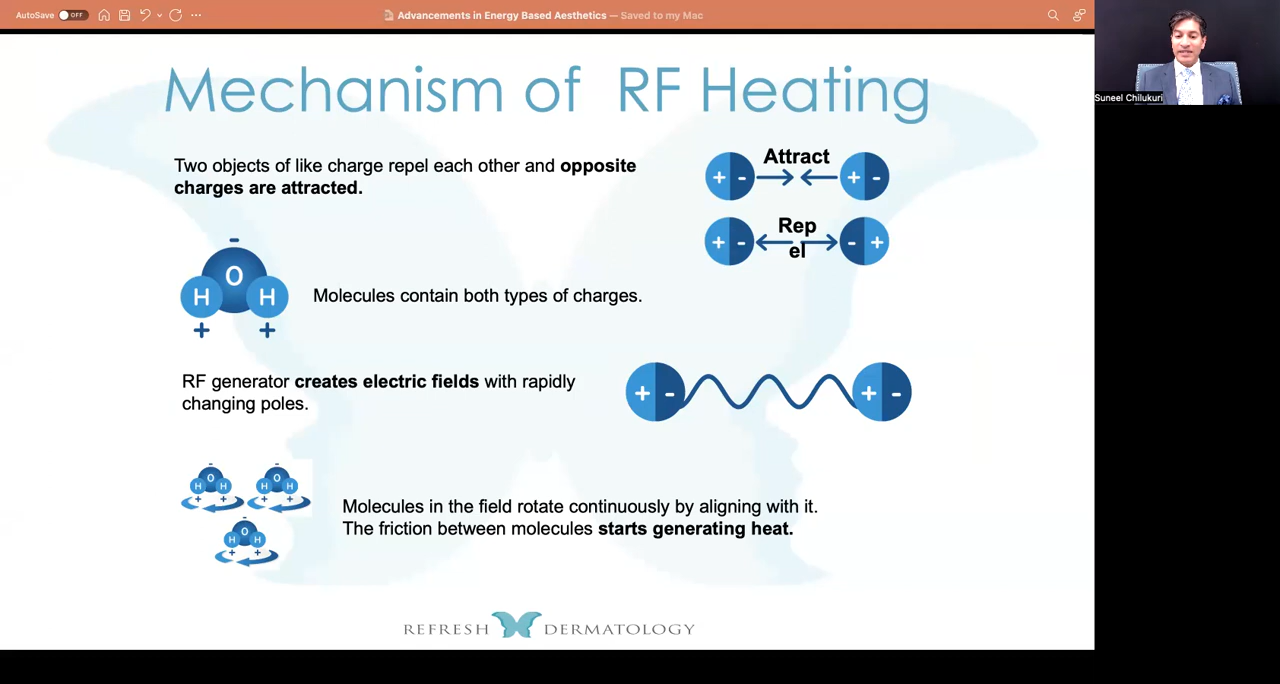 AutoSave OFF
Advancements in Energy Based Aesthetics — Saved to my Mac
Suneel Chilukuri
Mechanism of RF Heating
Two objects of like charge repel each other and opposite
charges are attracted.
+ - Attract + -
+ - Rep - +
el
-
O
H H
+ +
Molecules contain both types of charges.
RF generator creates electric fields with rapidly
changing poles.
+ - + -
- -
O O
H H H H
+ + + +
-
O
H H
+ +
Molecules in the field rotate continuously by aligning with it.
The friction between molecules starts generating heat.
REFRESH DERMATOLOGY